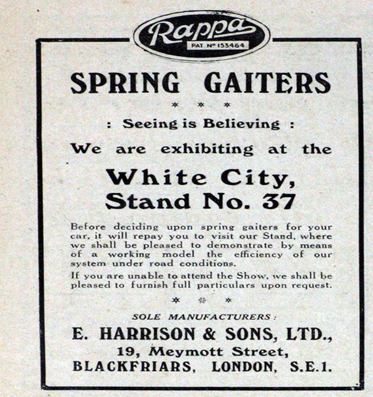 Rappa
PAT. Nº 153464
SPRING GAITERS
* * *
: Seeing is Believing :
We are exhibiting at the
White City,
Stand No. 37
Before deciding upon spring gaiters for your
car, it will repay you to visit our Stand, where
we shall be pleased to demonstrate by means
of a working model the efficiency of our
system under road conditions.
If you are unable to attend the Show, we shall be
pleased to furnish full particulars upon request.
* * *
SOLE MANUFACTURERS:
E. HARRISON & SONS, LTD.,
19, Meymott Street,
BLACKFRIARS, LONDON, S.E.1.